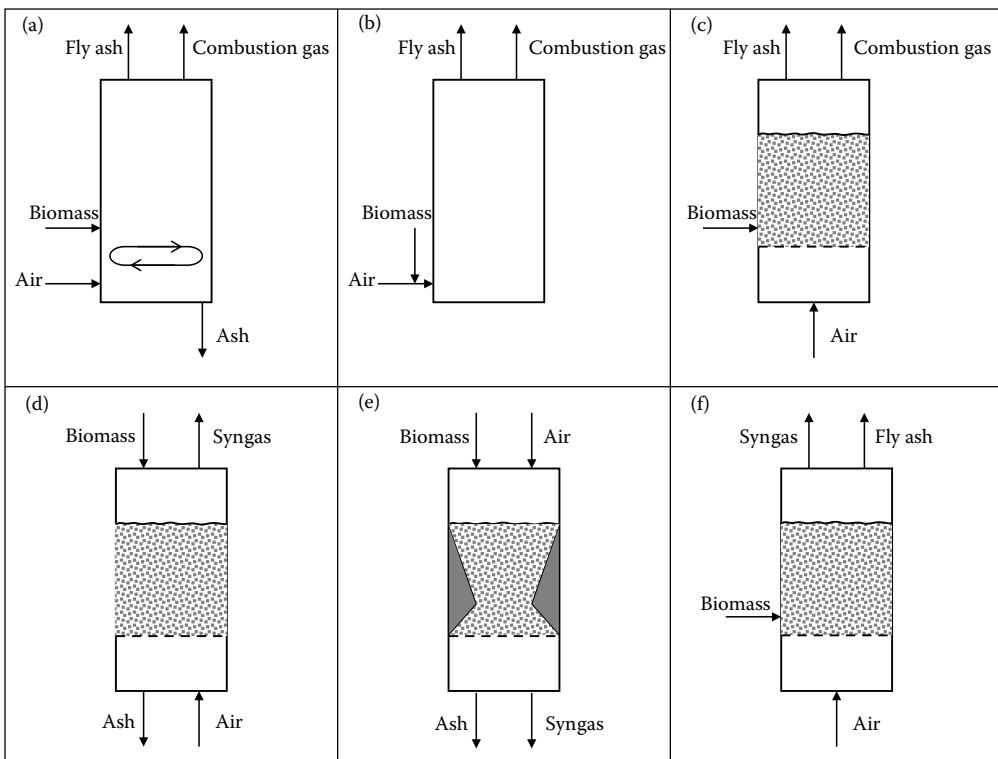 (a)
Fly ash
Combustion gas
Biomass
Air
Ash
(b)
Fly ash
Combustion gas
Biomass
Air
(c)
Fly ash
Combustion gas
Biomass
Air
(d)
Biomass
Syngas
Ash
Air
(e)
Biomass
Air
Ash
Syngas
(f)
Syngas
Fly ash
Biomass
Air